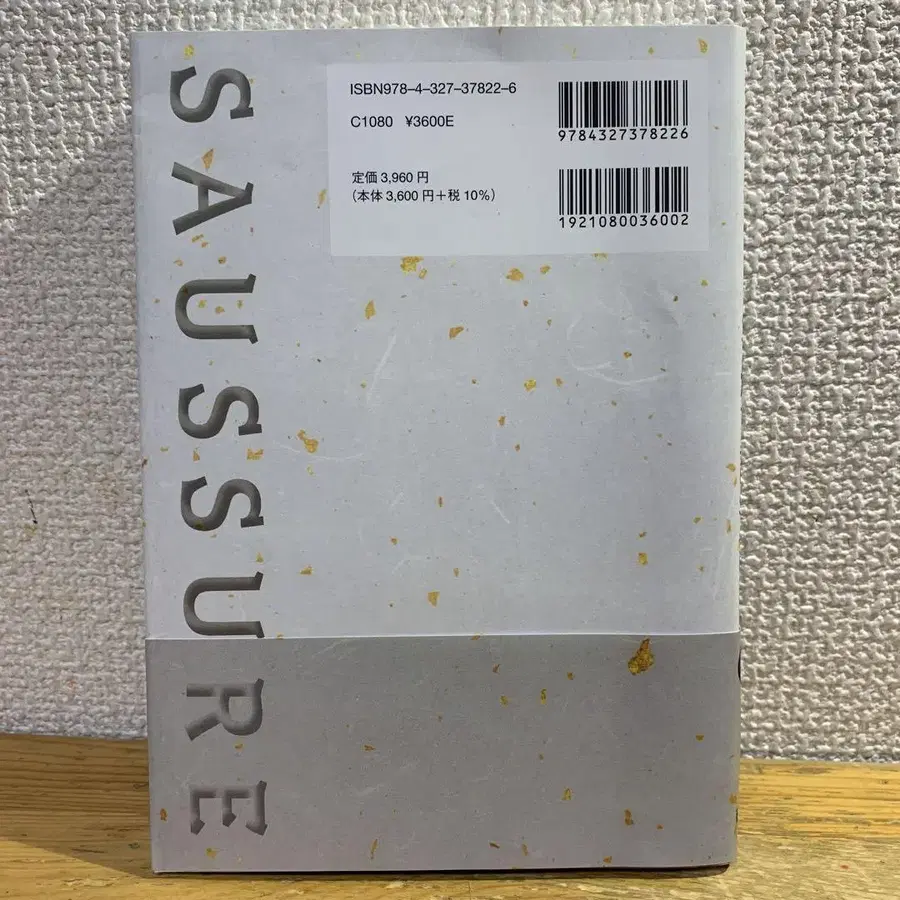 SAUSSURE
ISBN978-4-327-37822-6
C1080 ¥3600E
定価 3,960 円
(本体 3,600 円+税 10%)
9784327378226
1921080036002